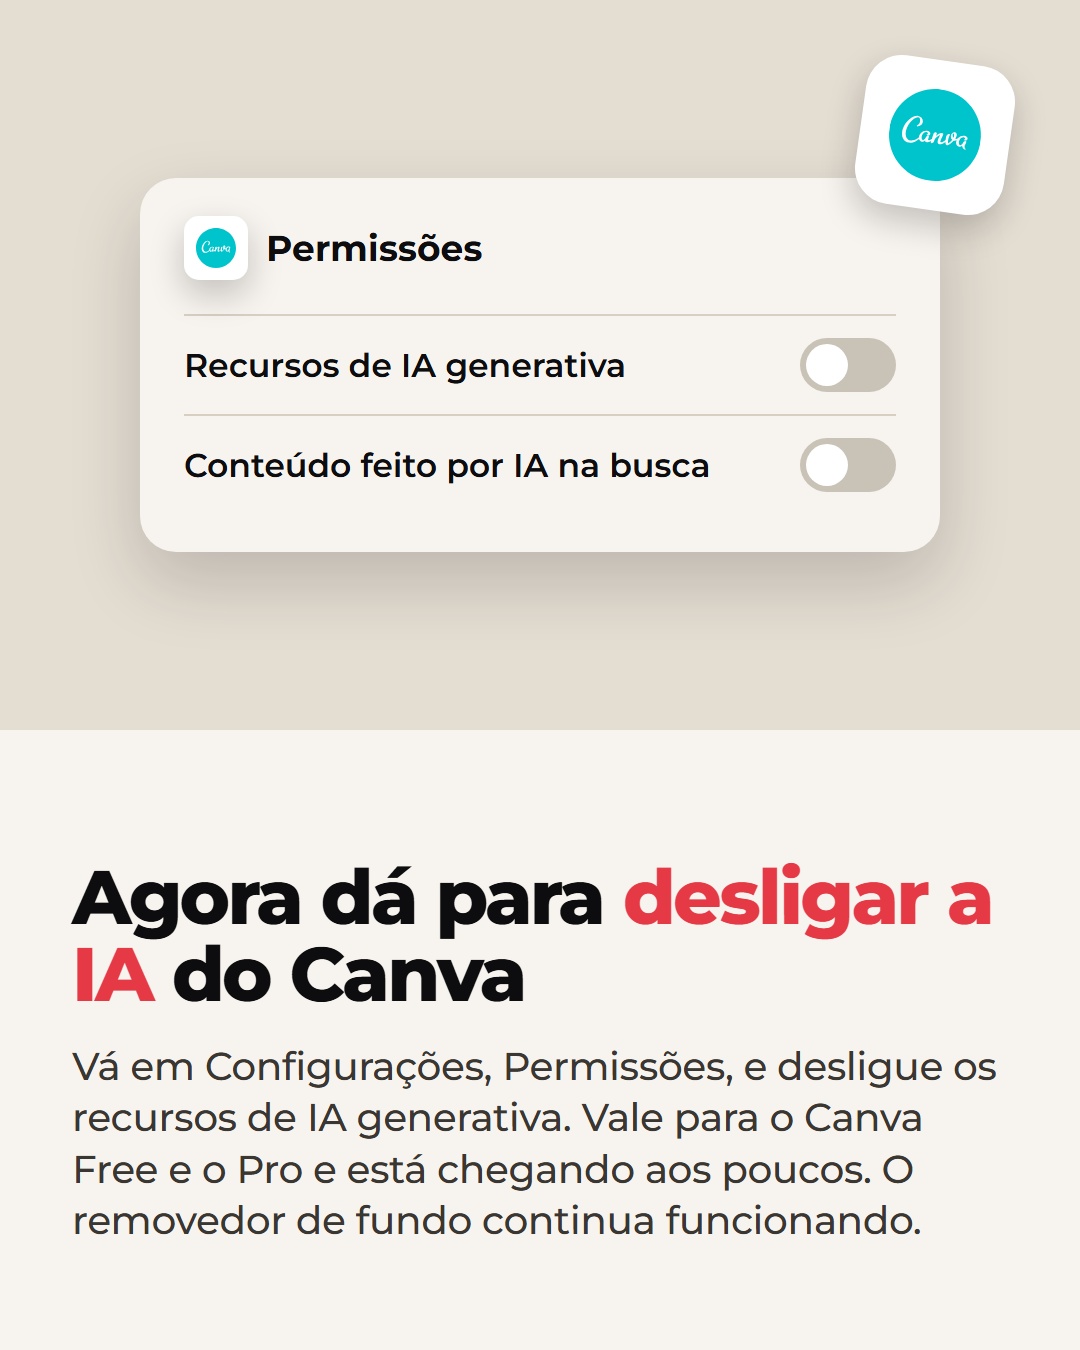 Canva
Canva
Permissões
Recursos de IA generativa
Conteúdo feito por IA na busca
Agora dá para desligar a
IA do Canva
Vá em Configurações, Permissões, e desligue os
recursos de IA generativa. Vale para o Canva
Free e o Pro e está chegando aos poucos. O
removedor de fundo continua funcionando.